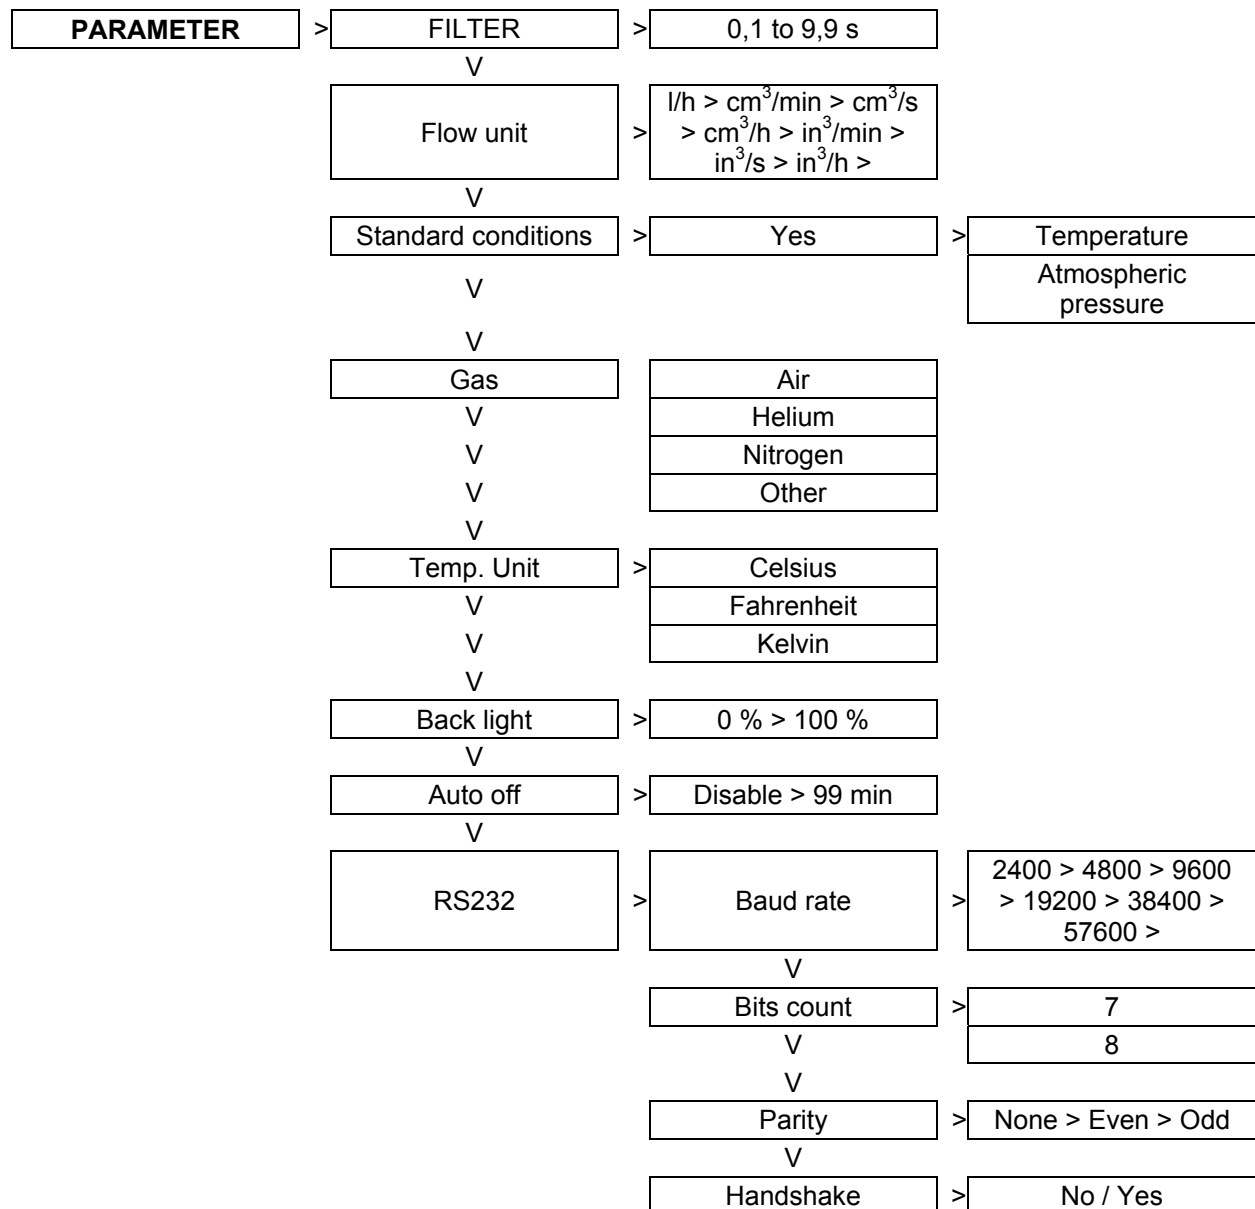 PARAMETER > FILTER > 0,1 to 9,9 s
V
Flow unit > l/h > cm³/min > cm³/s
> cm³/h > in³/min >
in³/s > in³/h >
V
Standard conditions > Yes > Temperature
V Atmospheric
pressure
V
Gas Air
V Helium
V Nitrogen
V Other
V
Temp. Unit > Celsius
V Fahrenheit
V Kelvin
V
Back light > 0 % > 100 %
V
Auto off > Disable > 99 min
V
RS232 > Baud rate > 2400 > 4800 > 9600
> 19200 > 38400 >
57600 >
V
Bits count > 7
V 8
V
Parity > None > Even > Odd
V
Handshake > No / Yes